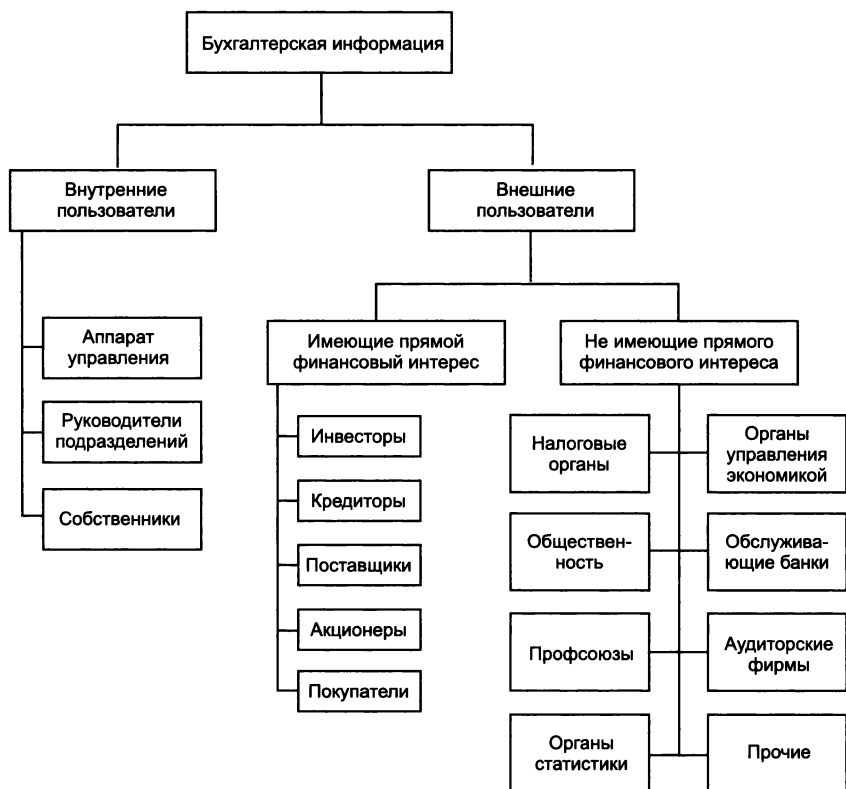 Бухгалтерская информация
Внутренние
пользователи
Внешние
пользователи
Аппарат
управления
Руководители
подразделений
Собственники
Имеющие прямой
финансовый интерес
Не имеющие прямого
финансового интереса
Инвесторы
Кредиторы
Поставщики
Акционеры
Покупатели
Налоговые
органы
Органы
управления
экономикой
Обществен-
ность
Обслужива-
ющие банки
Профсоюзы
Аудиторские
фирмы
Органы
статистики
Прочие